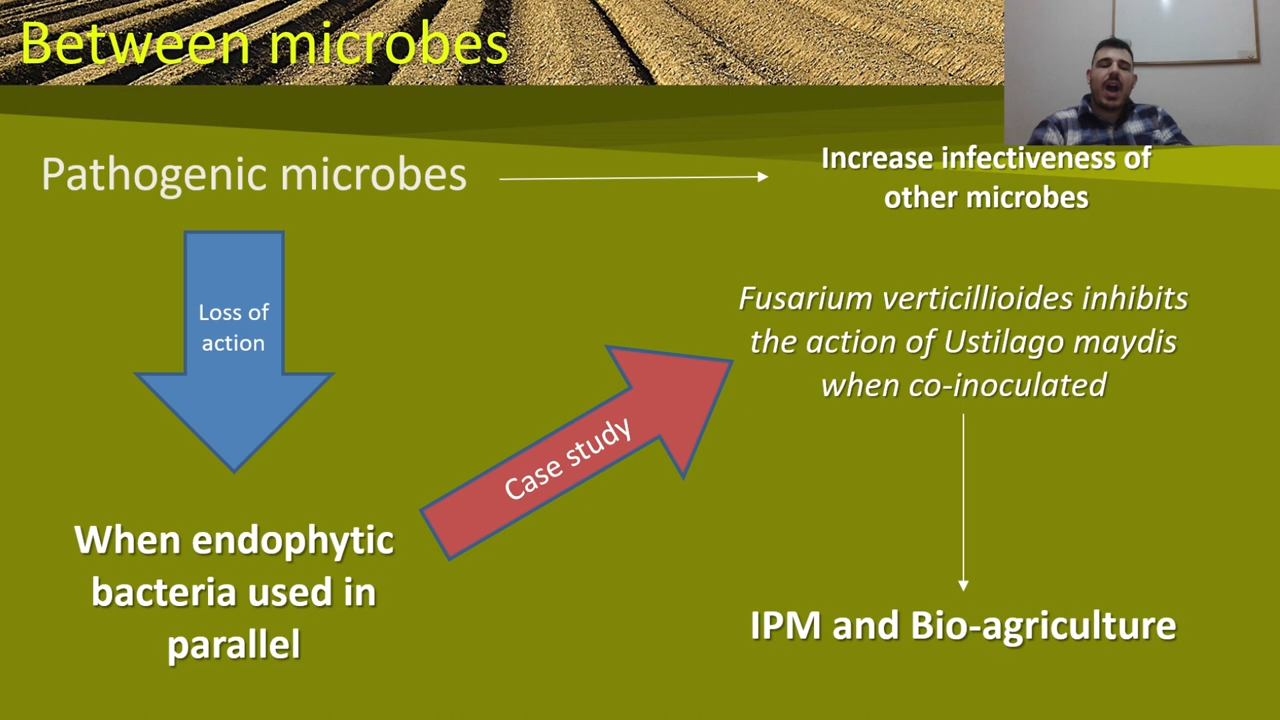 Between microbes
Pathogenic microbes
Increase infectiveness of
other microbes
Loss of
action
Fusarium verticillioides inhibits
the action of Ustilago maydis
when co-inoculated
Case study
When endophytic
bacteria used in
parallel
IPM and Bio-agriculture